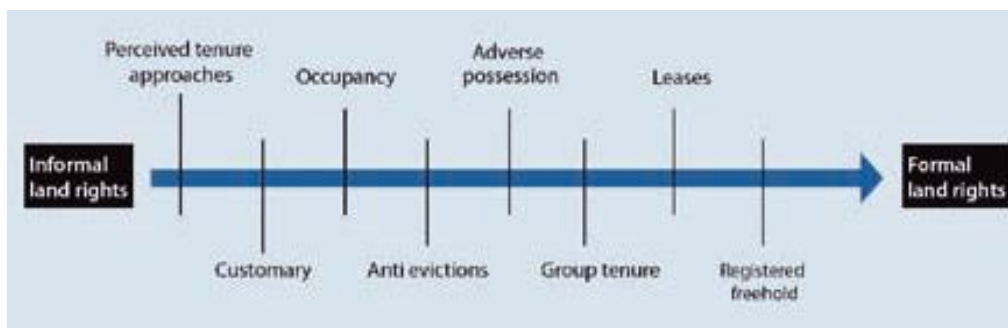 Perceived tenure
approaches
Occupancy
Adverse
possession
Leases
Informal
land rights
Formal
land rights
Customary
Anti evictions
Group tenure
Registered
freehold